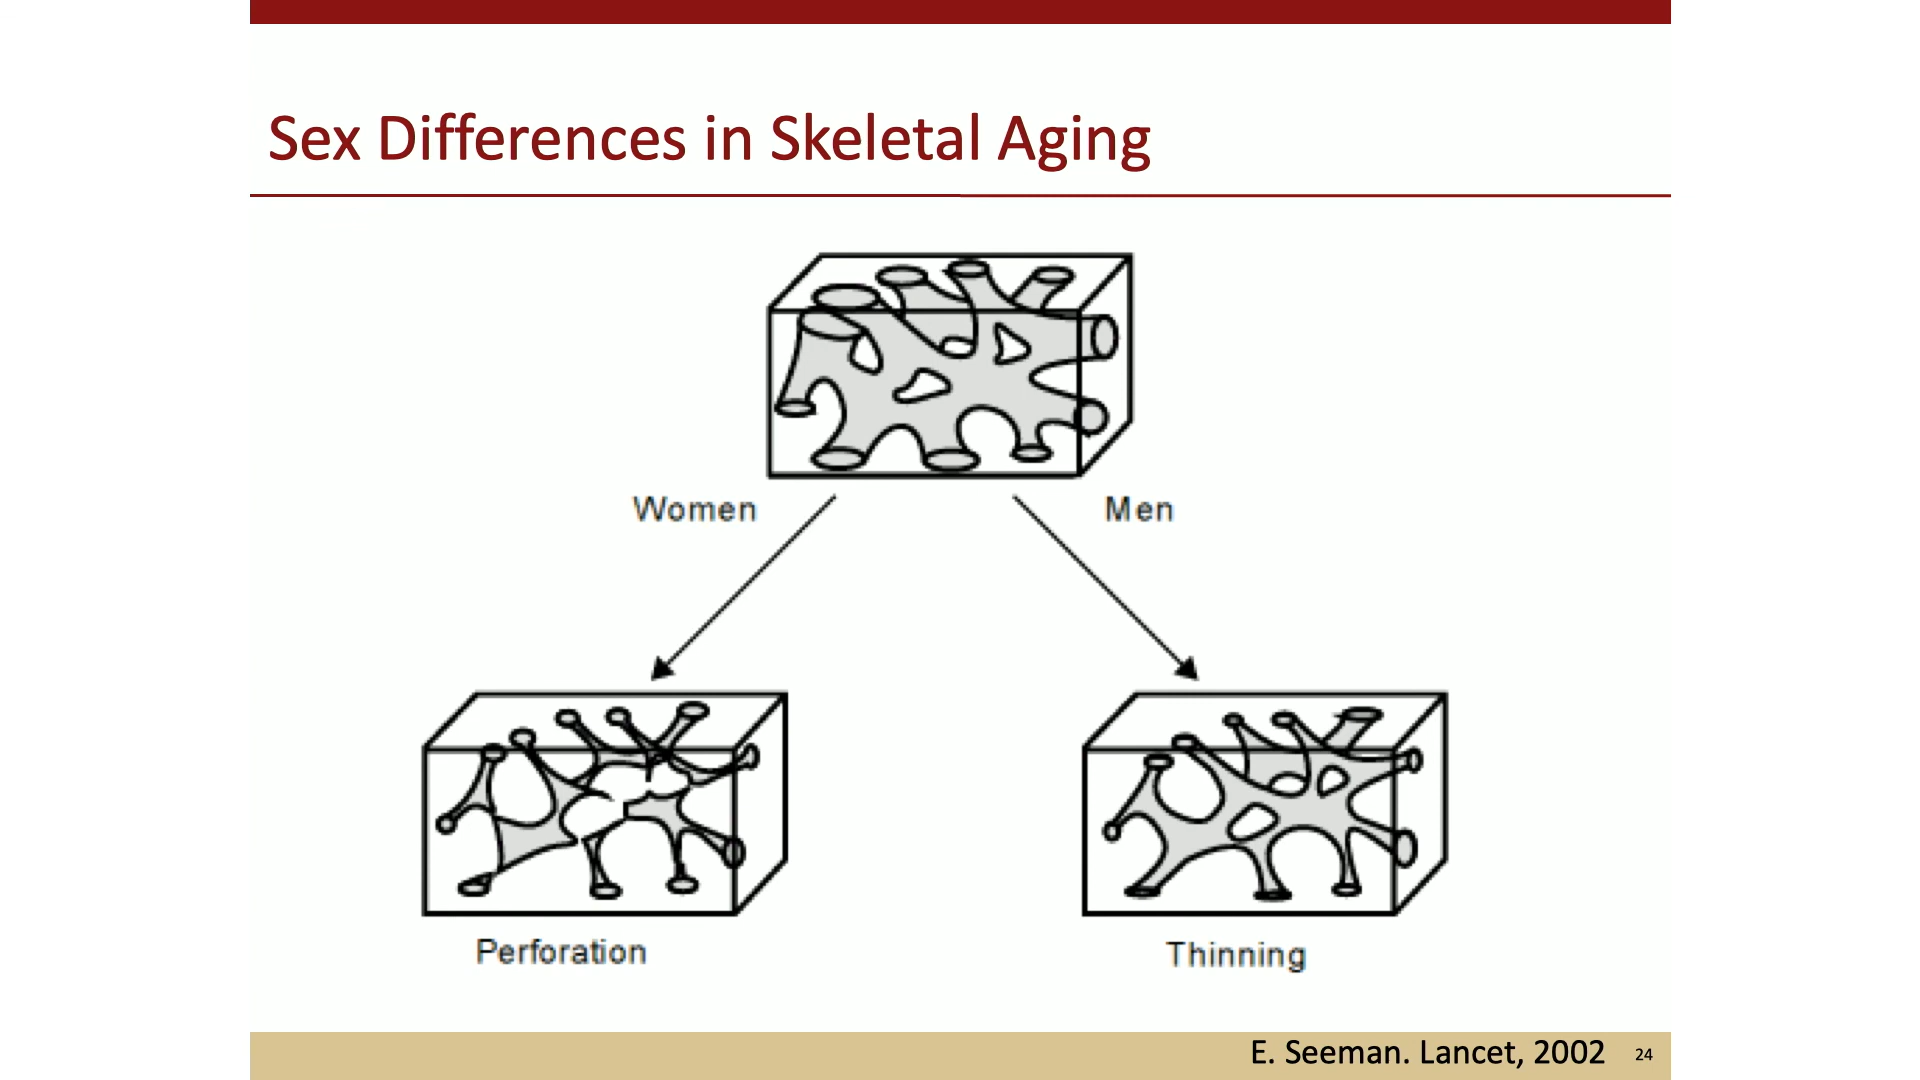 Sex Differences in Skeletal Aging
Women
Men
Perforation
Thinning
E. Seeman. Lancet, 2002
24